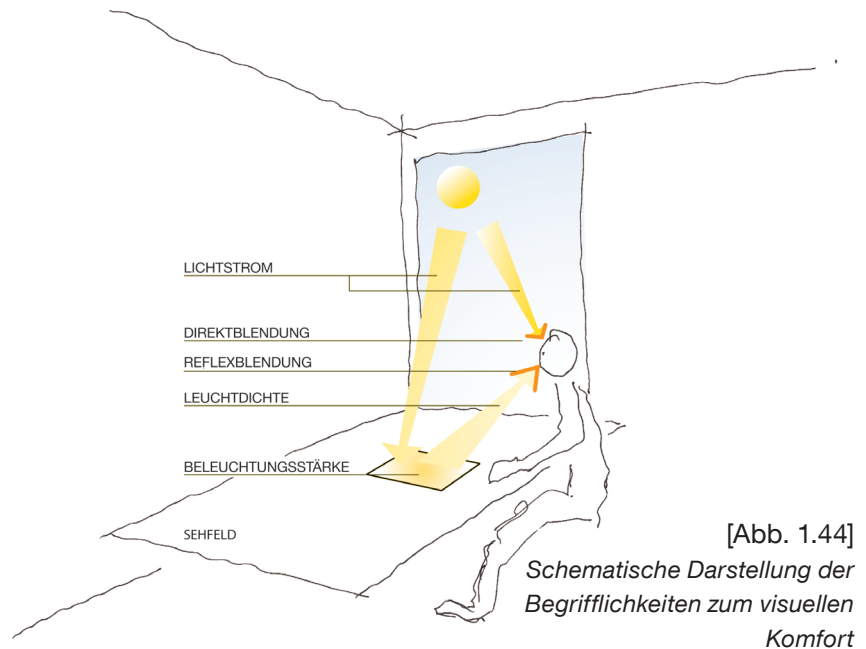 LICHTSTROM
DIREKTBLENDUNG
REFLEXBLENDUNG
LEUCHTDICHTE
BELEUCHTUNGSSTÄRKE
SEHFELD
[Abb. 1.44]
Schematische Darstellung der
Begrifflichkeiten zum visuellen
Komfort